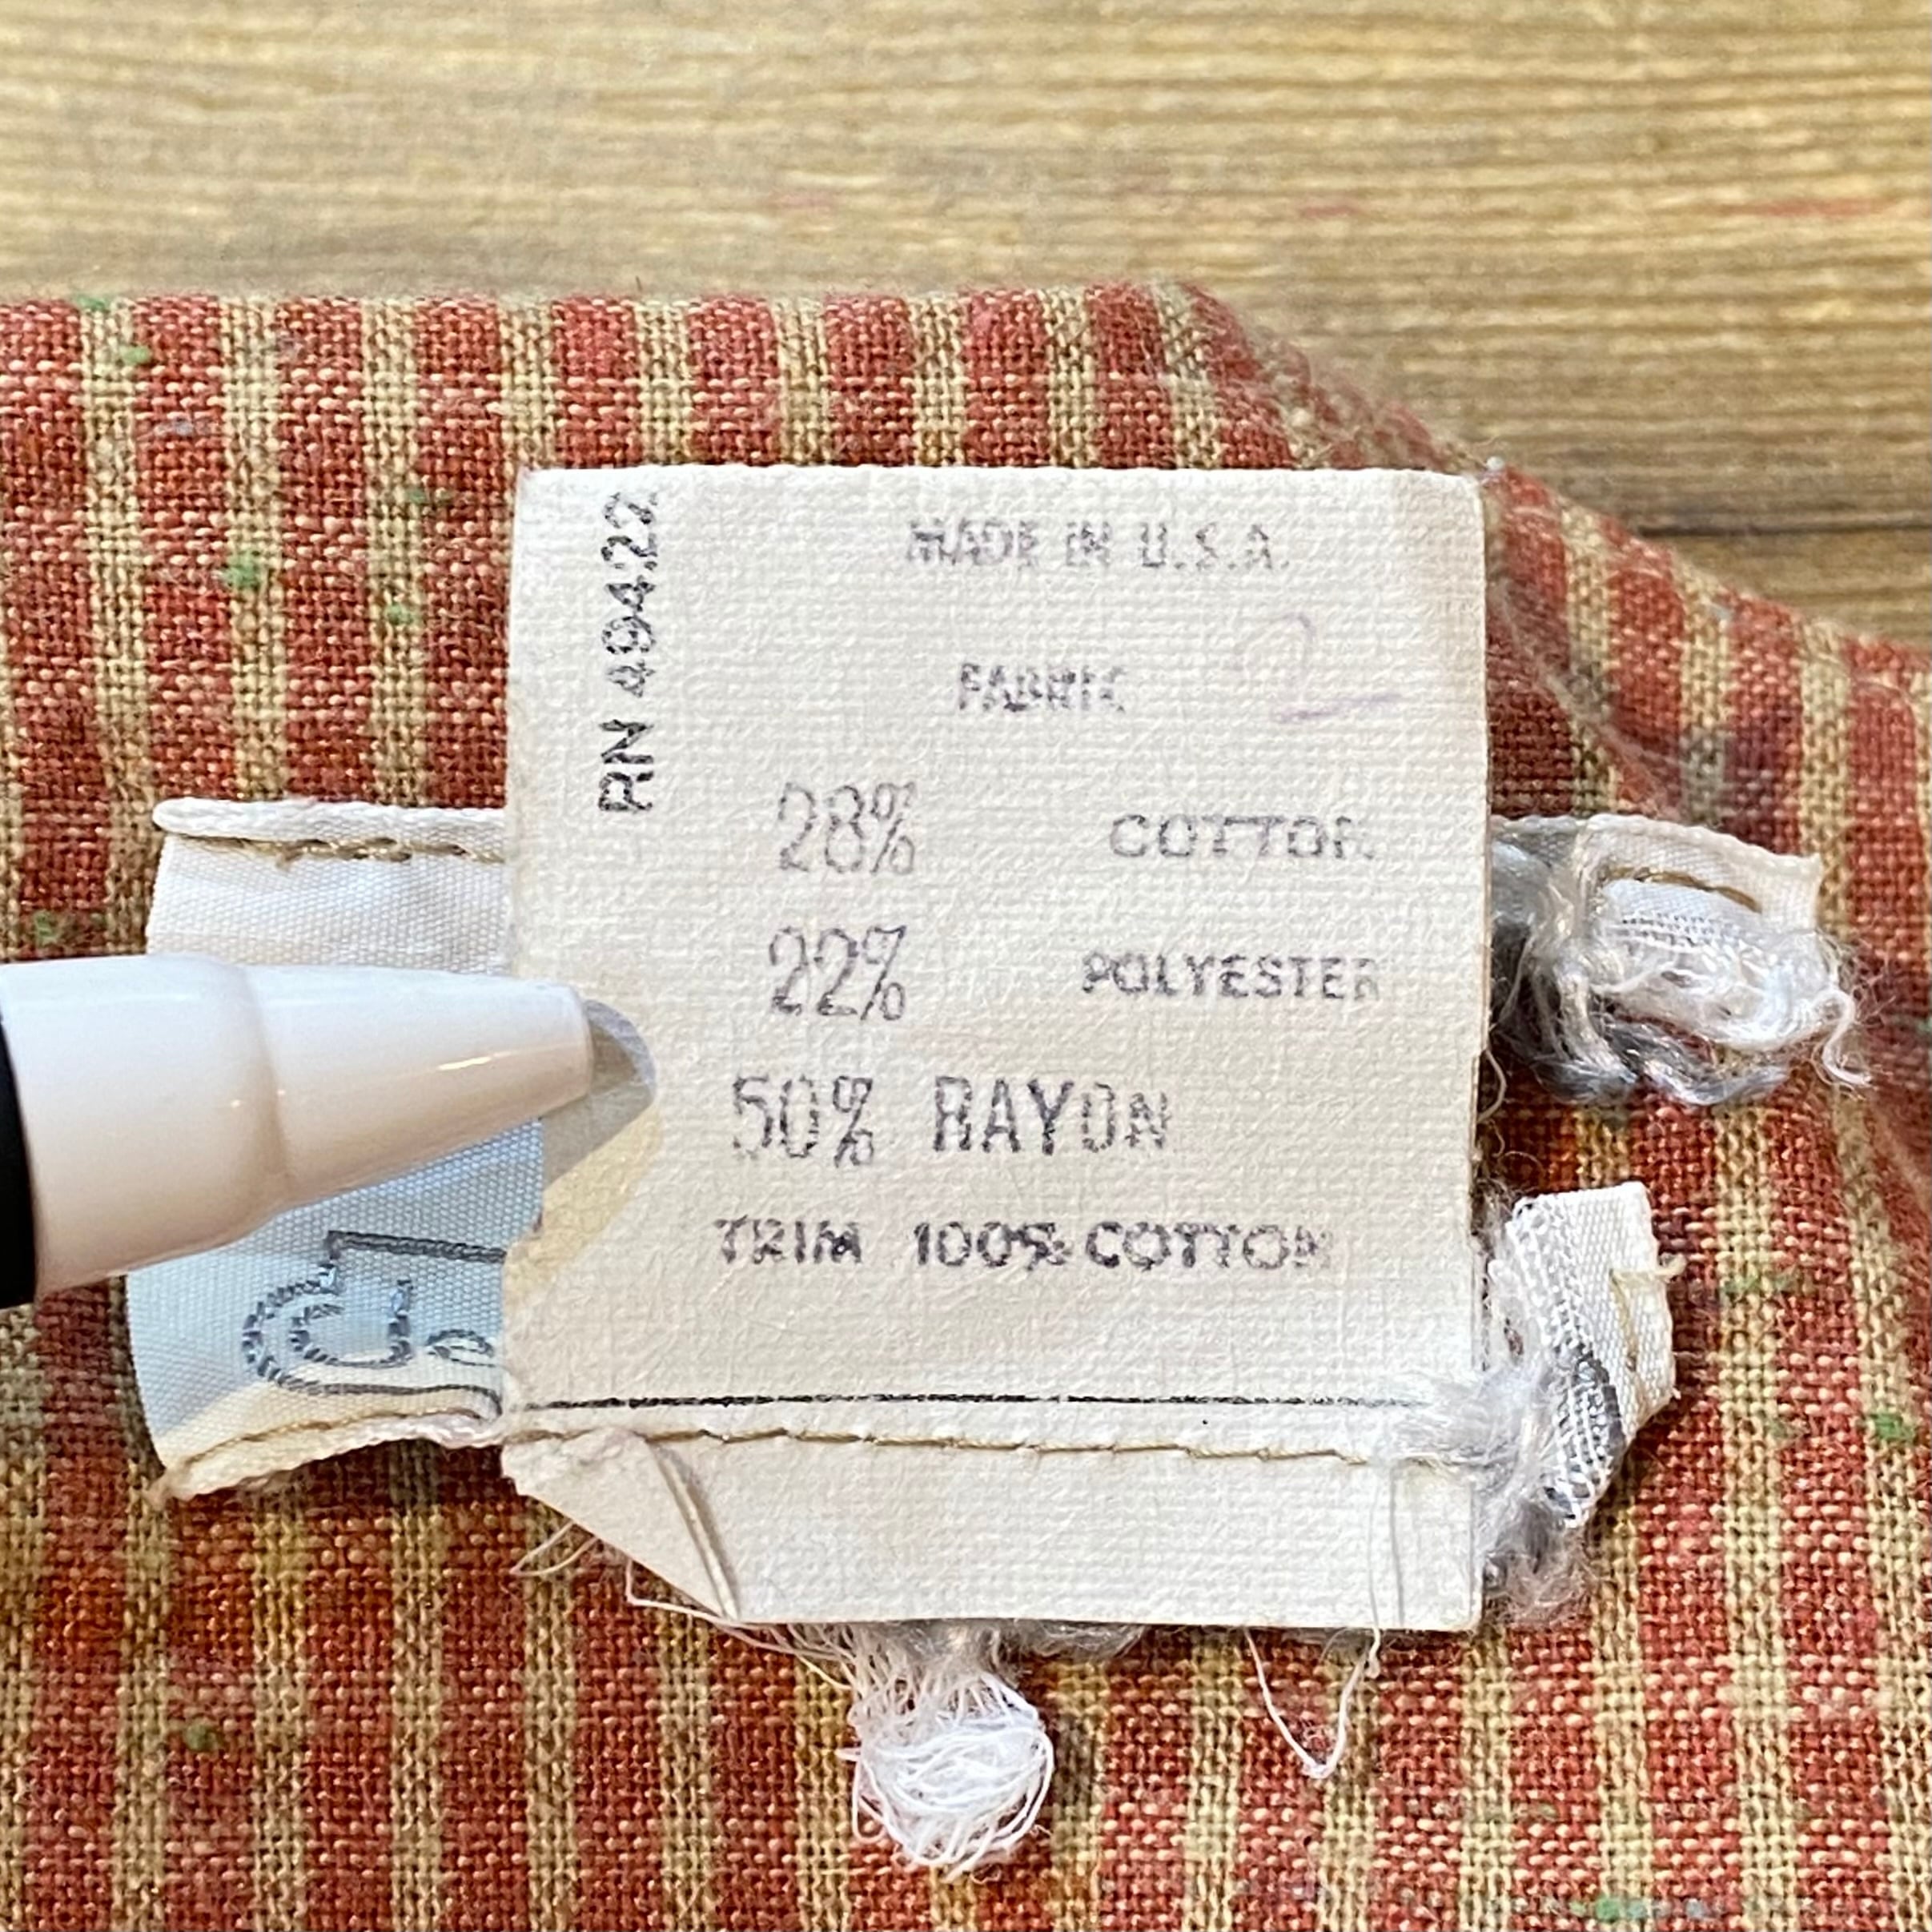 RN 49422
MADE IN U.S.A.
FABRIC 2
28% COTTON
22% POLYESTER
50% RAYON
TRIM 100% COTTON